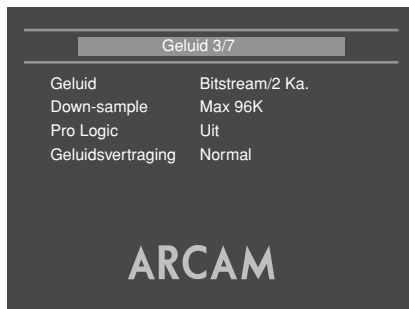 Geluid 3/7
Geluid Bitstream/2 Ka.
Down-sample Max 96K
Pro Logic Uit
Geluidsvertraging Normal
ARCAM